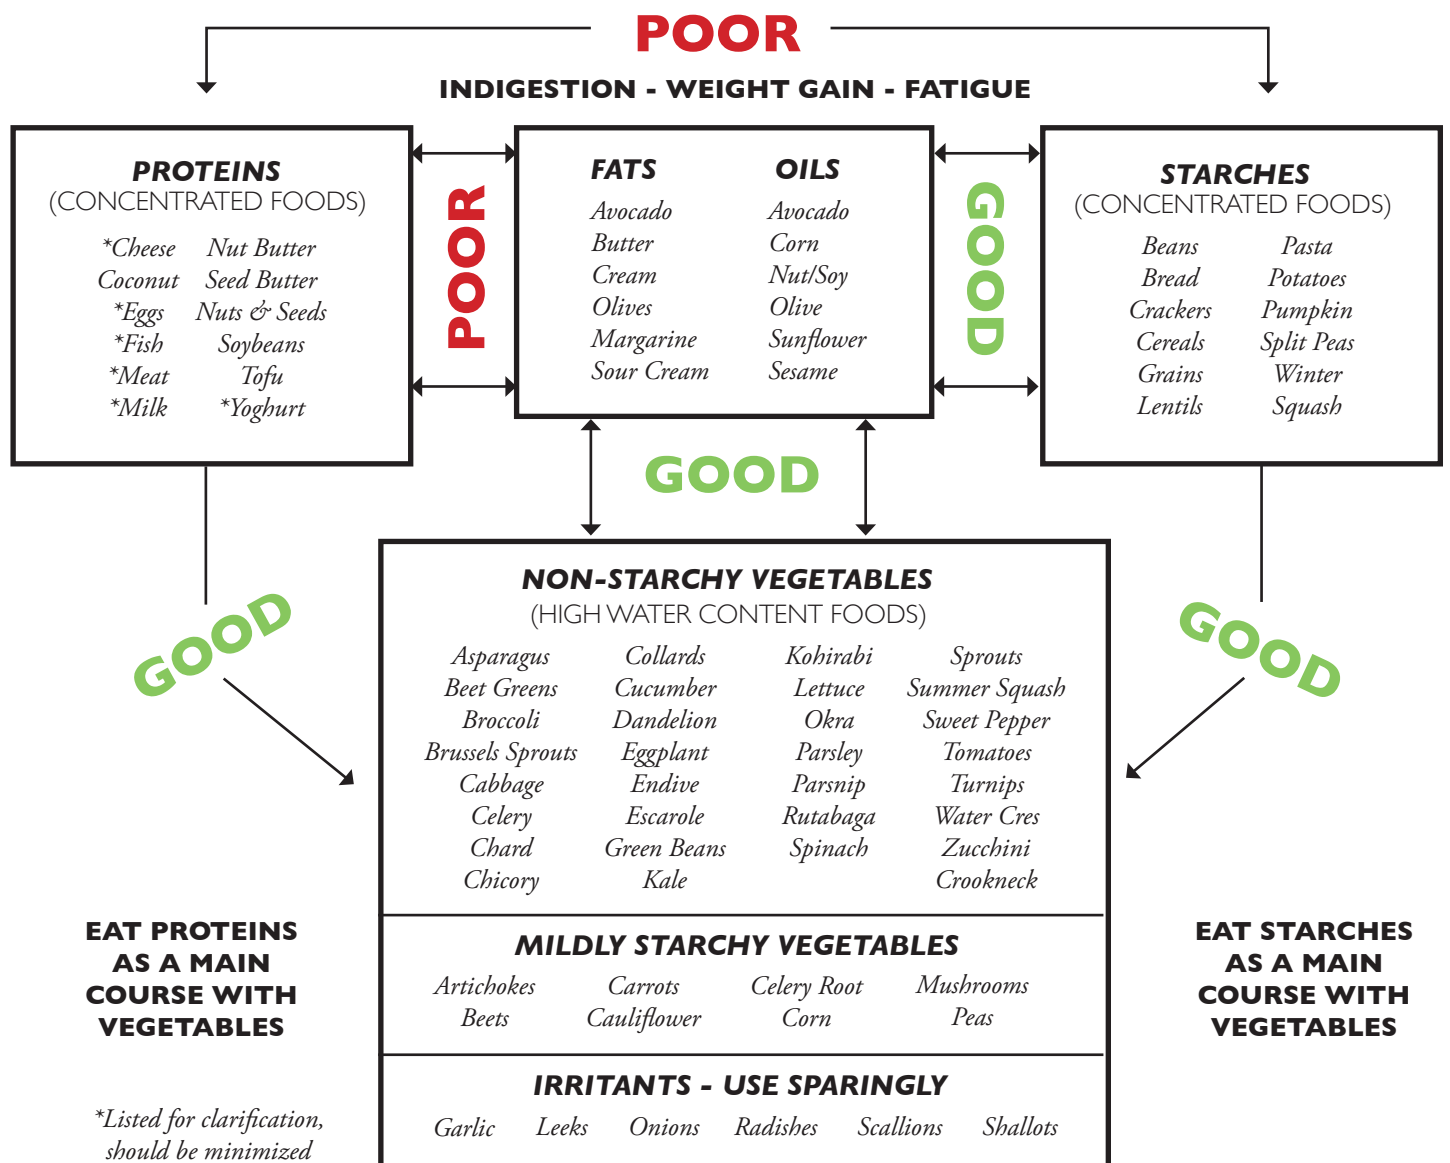 POOR
INDIGESTION - WEIGHT GAIN - FATIGUE
PROTEINS
(CONCENTRATED FOODS)
*Cheese Nut Butter
Coconut Seed Butter
*Eggs Nuts & Seeds
*Fish Soybeans
*Meat Tofu
*Milk *Yoghurt
POOR
FATS OILS
Avocado Avocado
Butter Corn
Cream Nut/Soy
Olives Olive
Margarine Sunflower
Sour Cream Sesame
GOOD
STARCHES
(CONCENTRATED FOODS)
Beans Pasta
Bread Potatoes
Crackers Pumpkin
Cereals Split Peas
Grains Winter
Lentils Squash
GOOD
GOOD
GOOD
NON-STARCHY VEGETABLES
(HIGH WATER CONTENT FOODS)
Asparagus Collards Kohirabi Sprouts
Beet Greens Cucumber Lettuce Summer Squash
Broccoli Dandelion Okra Sweet Pepper
Brussels Sprouts Eggplant Parsley Tomatoes
Cabbage Endive Parsnip Turnips
Celery Escarole Rutabaga Water Cres
Chard Green Beans Spinach Zucchini
Chicory Kale Crookneck
MILDLY STARCHY VEGETABLES
Artichokes Carrots Celery Root Mushrooms
Beets Cauliflower Corn Peas
IRRITANTS - USE SPARINGLY
Garlic Leeks Onions Radishes Scallions Shallots
EAT PROTEINS
AS A MAIN
COURSE WITH
VEGETABLES
*Listed for clarification,
should be minimized
EAT STARCHES
AS A MAIN
COURSE WITH
VEGETABLES